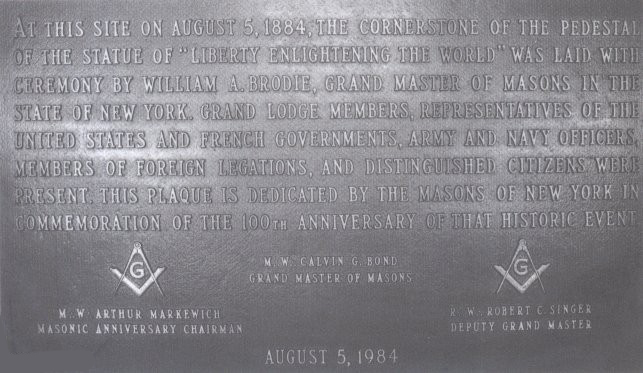 AT THIS SITE ON AUGUST 5, 1884, THE CORNERSTONE OF THE PEDESTAL
OF THE STATUE OF "LIBERTY ENLIGHTENING THE WORLD" WAS LAID WITH
CEREMONY BY WILLIAM A. BRODIE, GRAND MASTER OF MASONS IN THE
STATE OF NEW YORK. GRAND LODGE MEMBERS, REPRESENTATIVES OF THE
UNITED STATES AND FRENCH GOVERNMENTS, ARMY AND NAVY OFFICERS,
MEMBERS OF FOREIGN LEGATIONS, AND DISTINGUISHED CITIZENS WERE
PRESENT. THIS PLAQUE IS DEDICATED BY THE MASONS OF NEW YORK IN
COMMEMORATION OF THE 100TH ANNIVERSARY OF THAT HISTORIC EVENT.
G
M. W. ARTHUR MARKEWICH
MASONIC ANNIVERSARY CHAIRMAN
M. W. CALVIN G. BOND
GRAND MASTER OF MASONS
G
R. W. ROBERT C. SINGER
DEPUTY GRAND MASTER
AUGUST 5, 1984